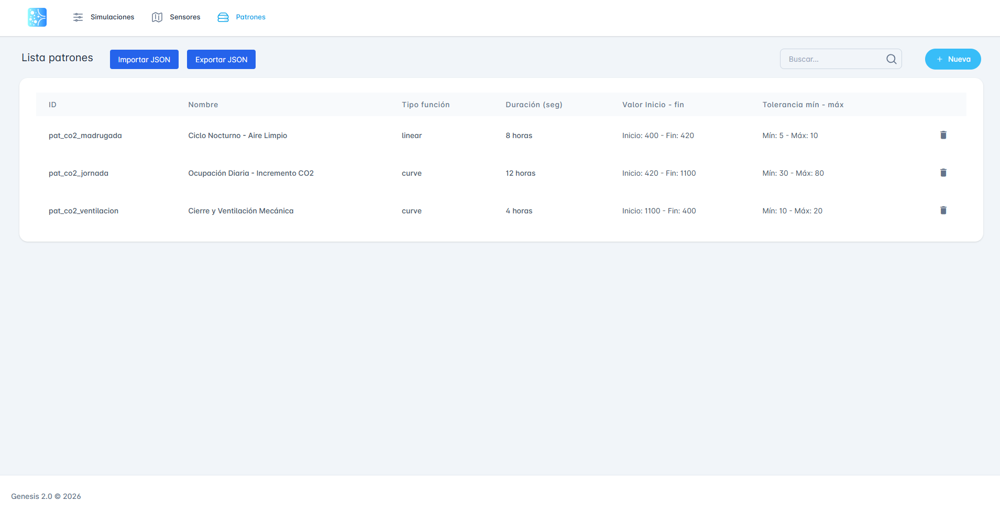 Simulaciones Sensores Patrones
Lista patrones Importar JSON Exportar JSON Buscar... + Nueva
ID Nombre Tipo función Duración (seg) Valor Inicio - fin Tolerancia mín - máx
pat_co2_madrugada Ciclo Nocturno - Aire Limpio linear 8 horas Inicio: 400 - Fin: 420 Mín: 5 - Máx: 10
pat_co2_jornada Ocupación Diaria - Incremento CO2 curve 12 horas Inicio: 420 - Fin: 1100 Mín: 30 - Máx: 80
pat_co2_ventilacion Cierre y Ventilación Mecánica curve 4 horas Inicio: 1100 - Fin: 400 Mín: 10 - Máx: 20
Genesis 2.0 © 2026